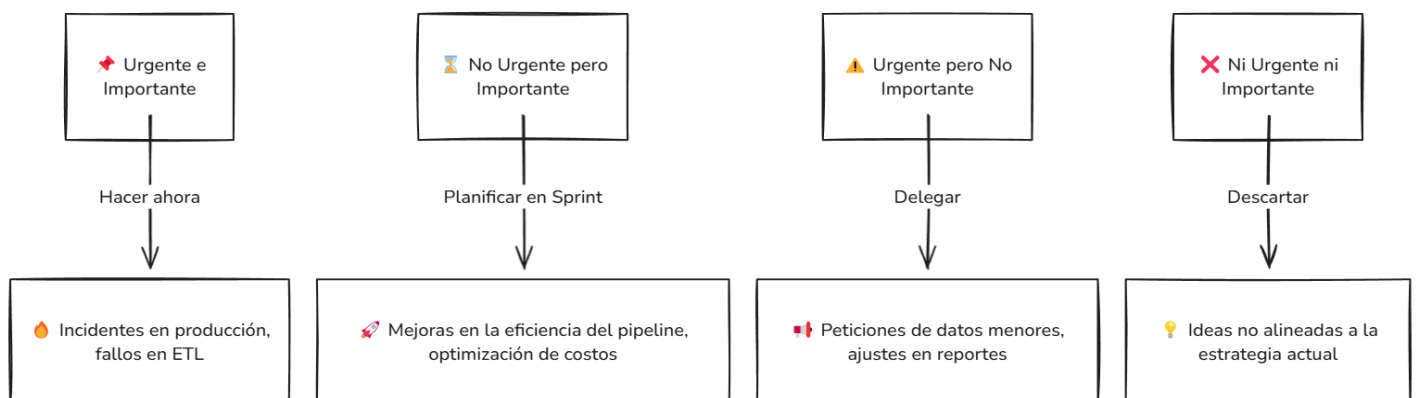 📌 Urgente e
Importante
⏳ No Urgente pero
Importante
⚠️ Urgente pero No
Importante
❌ Ni Urgente ni
Importante
Hacer ahora
Planificar en Sprint
Delegar
Descartar
🔥 Incidentes en producción,
fallos en ETL
🚀 Mejoras en la eficiencia del pipeline,
optimización de costos
📢 Peticiones de datos menores,
ajustes en reportes
💡 Ideas no alineadas a la
estrategia actual